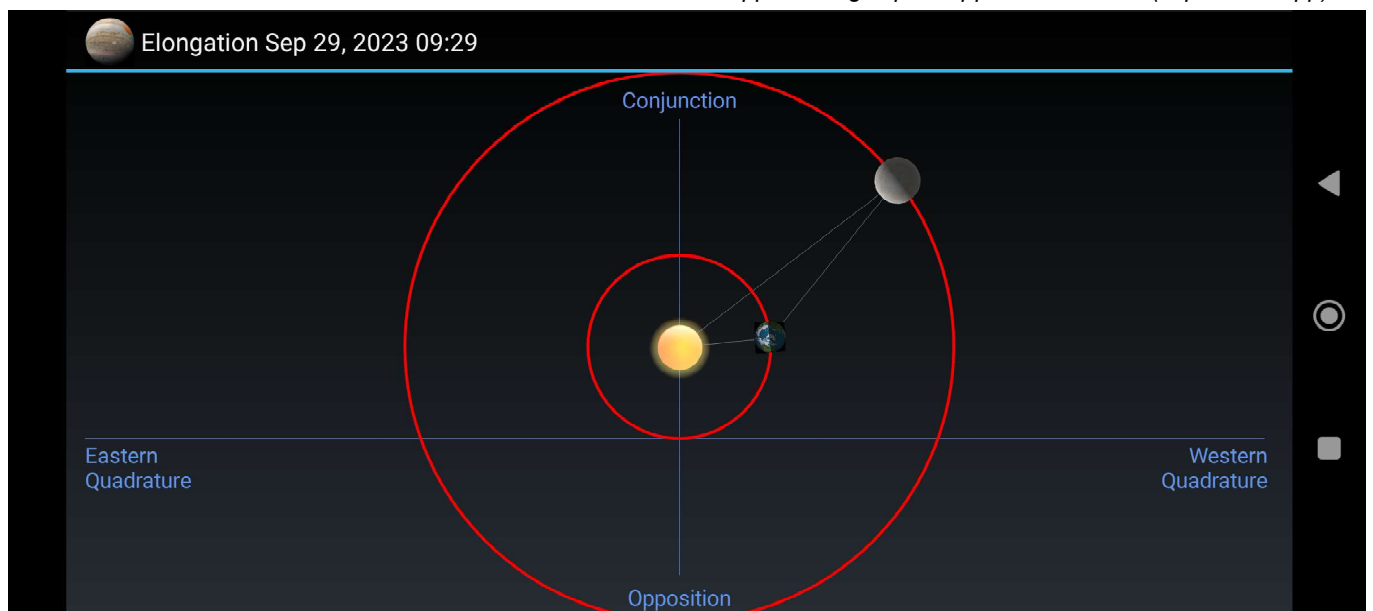 Elongation Sep 29, 2023 09:29
Conjunction
Eastern
Quadrature
Western
Quadrature
Opposition